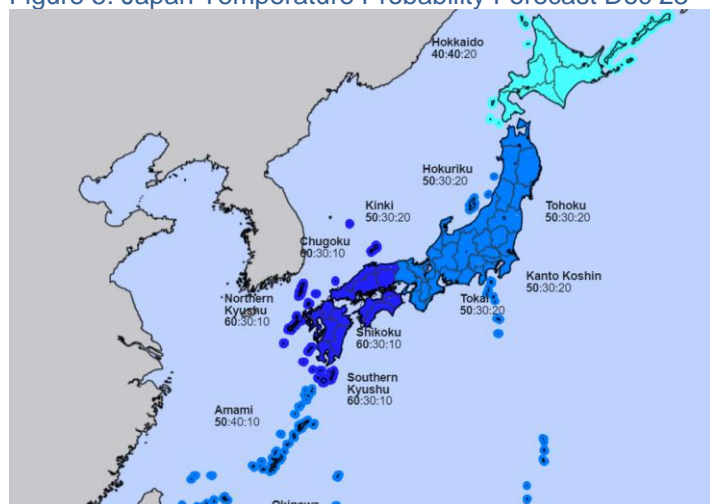 Figure 3: Japan Temperature Probability Forecast Dec 28
Hokkaido
40:40:20
Hokuriku
50:30:20
Kinki
50:30:20
Tohoku
50:30:20
Chugoku
60:30:10
Kanto Koshin
50:30:20
Northern
Kyushu
60:30:10
Tokai
50:30:20
Shikoku
60:30:10
Southern
Kyushu
60:30:10
Amami
50:40:10